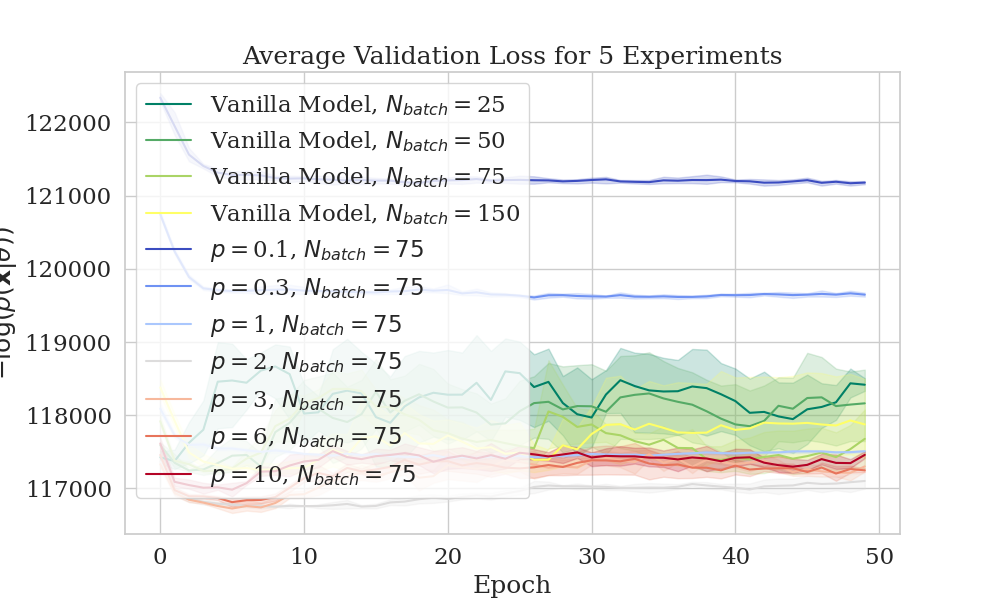 Average Validation Loss for 5 Experiments
−log(p(𝐱|θ))
122000
121000
120000
119000
118000
117000
Vanilla Model, N_batch = 25
Vanilla Model, N_batch = 50
Vanilla Model, N_batch = 75
Vanilla Model, N_batch = 150
p = 0.1, N_batch = 75
p = 0.3, N_batch = 75
p = 1, N_batch = 75
p = 2, N_batch = 75
p = 3, N_batch = 75
p = 6, N_batch = 75
p = 10, N_batch = 75
0 10 20 30 40 50
Epoch